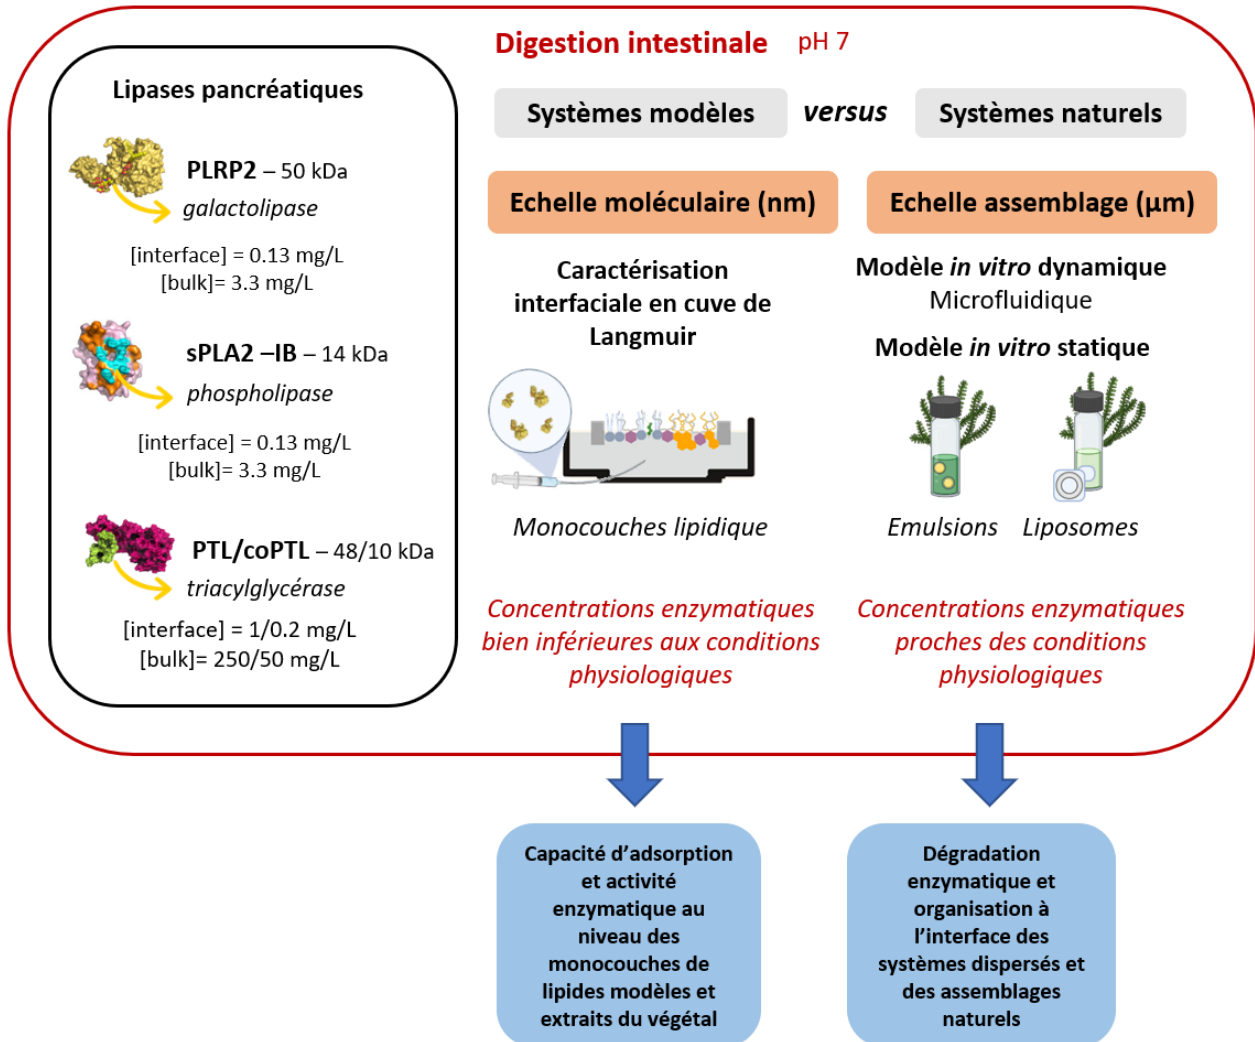 Digestion intestinale pH 7
Lipases pancréatiques
PLRP2 – 50 kDa
galactolipase
[interface] = 0.13 mg/L
[bulk]= 3.3 mg/L
sPLA2 –IB – 14 kDa
phospholipase
[interface] = 0.13 mg/L
[bulk]= 3.3 mg/L
PTL/coPTL – 48/10 kDa
triacylglycérase
[interface] = 1/0.2 mg/L
[bulk]= 250/50 mg/L
Systèmes modèles versus Systèmes naturels
Echelle moléculaire (nm)
Caractérisation
interfaciale en cuve de
Langmuir
Monocouches lipidique
Concentrations enzymatiques
bien inférieures aux conditions
physiologiques
Echelle assemblage (µm)
Modèle in vitro dynamique
Microfluidique
Modèle in vitro statique
Emulsions Liposomes
Concentrations enzymatiques
proches des conditions
physiologiques
Capacité d’adsorption
et activité
enzymatique au
niveau des
monocouches de
lipides modèles et
extraits du végétal
Dégradation
enzymatique et
organisation à
l’interface des
systèmes dispersés et
des assemblages
naturels